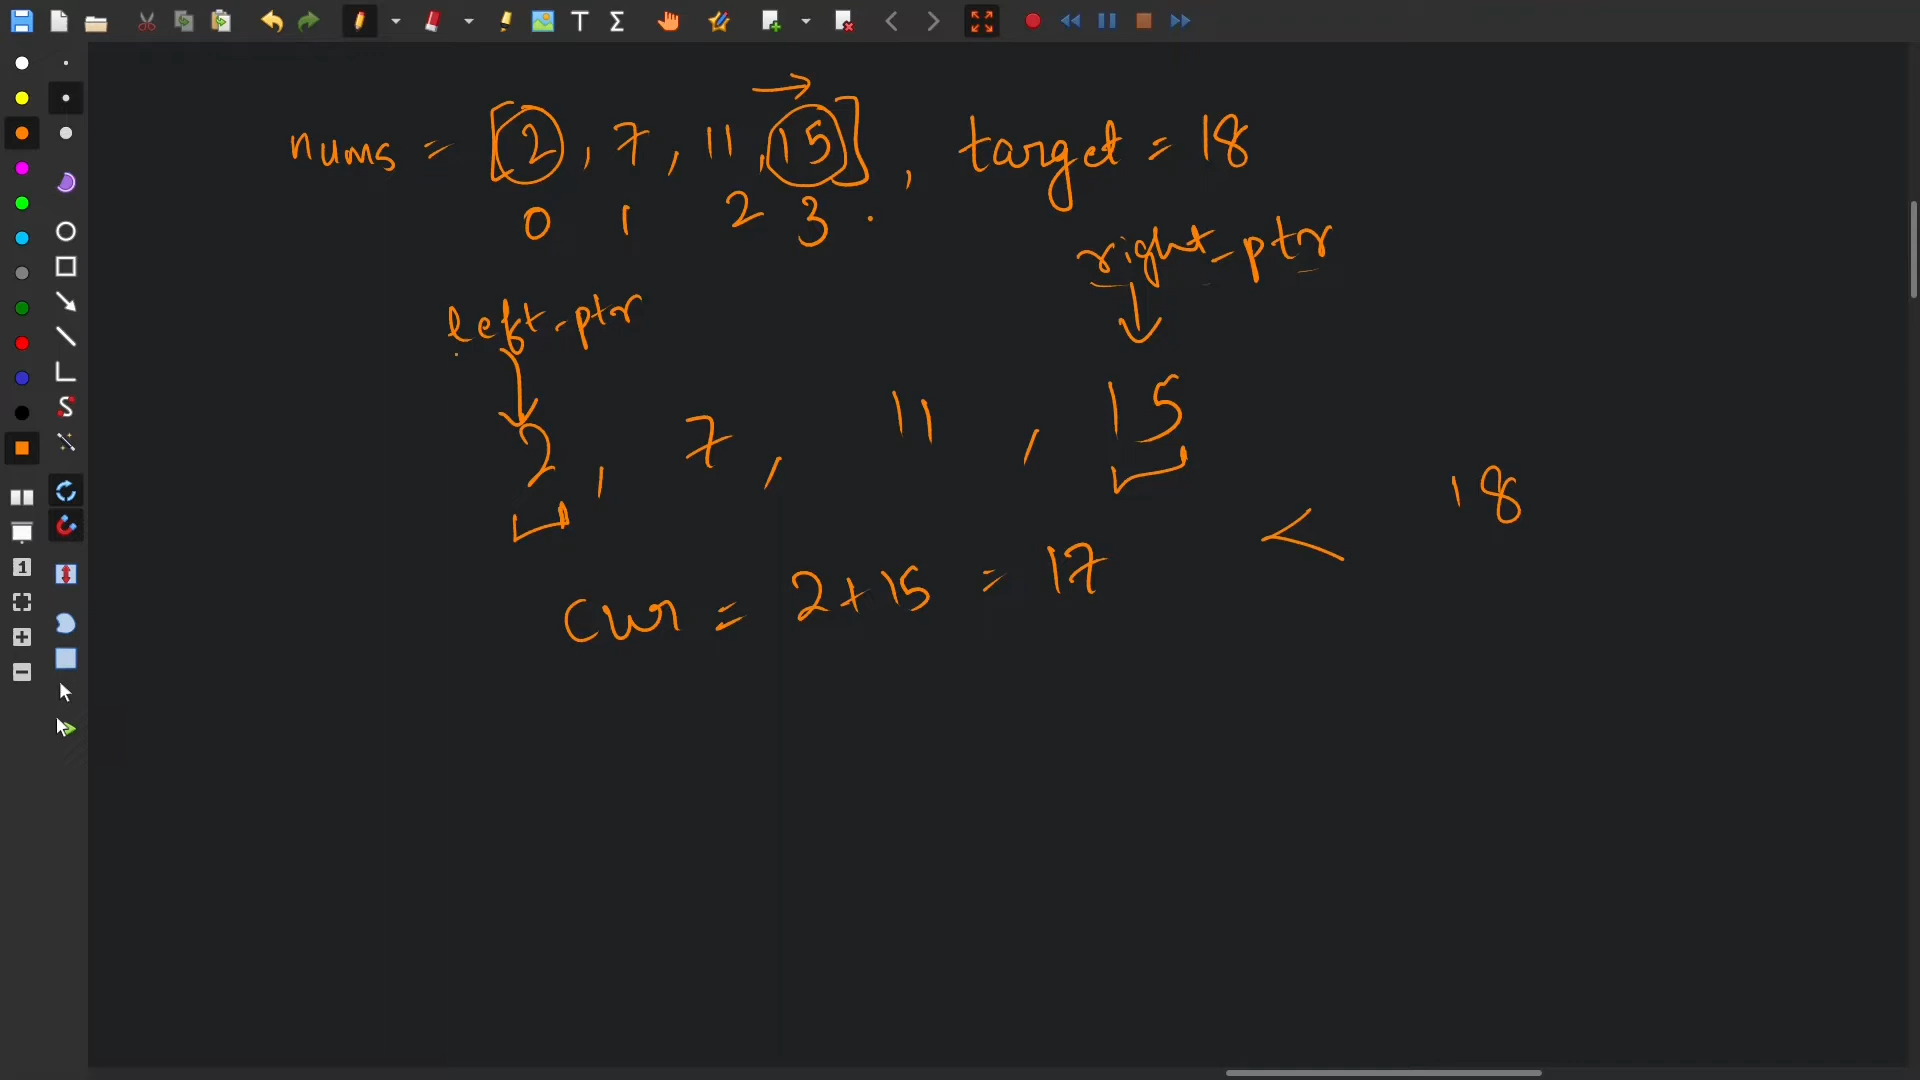 nums = [2, 7, 11, 15], target = 18
0 1 2 3
right_ptr
left_ptr
2, 7, 11, 15
18
<
curr = 2+15 = 17